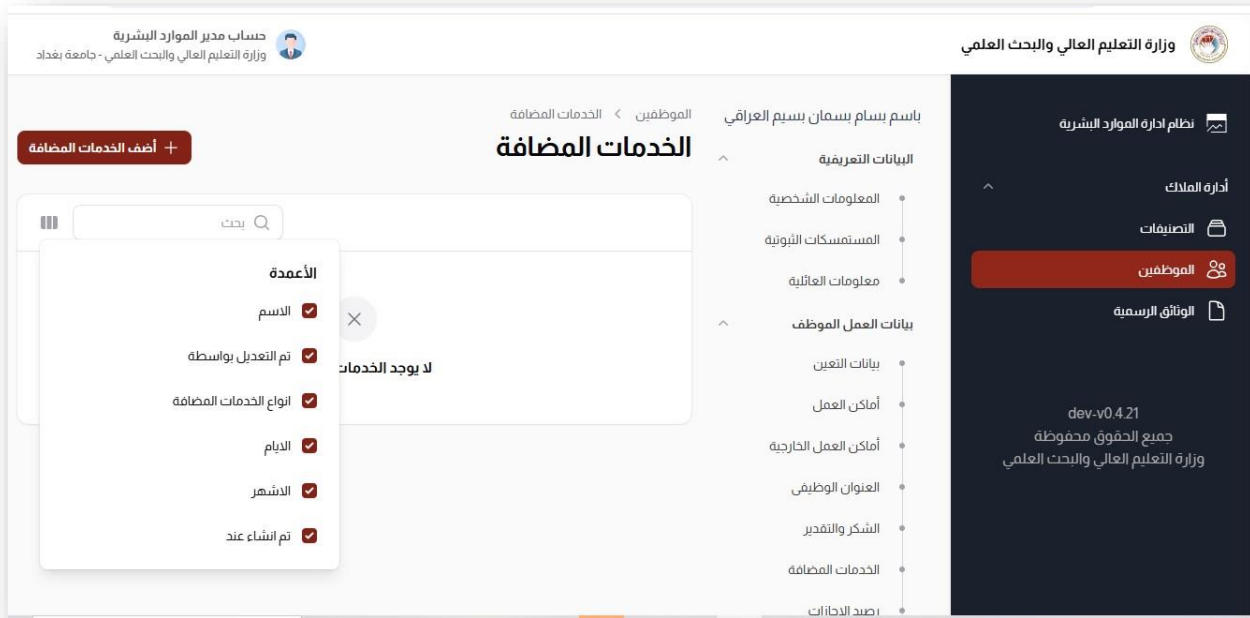 وزارة التعليم العالي والبحث العلمي
حساب مدير الموارد البشرية
وزارة التعليم العالي والبحث العلمي - جامعة بغداد
نظام ادارة الموارد البشرية
أدارة الملاك
التصنيفات
الموظفين
الوثائق الرسمية
dev-v0.4.21
جميع الحقوق محفوظة
وزارة التعليم العالي والبحث العلمي
باسم بسام بسمان بسيم العراقي
البيانات التعريفية
المعلومات الشخصية
المستمسكات الثبوتية
معلومات العائلية
بيانات العمل الموظف
بيانات التعين
أماكن العمل
أماكن العمل الخارجية
العنوان الوظيفي
الشكر والتقدير
الخدمات المضافة
رصيد الاجازات
الموظفين > الخدمات المضافة
الخدمات المضافة
+ أضف الخدمات المضافة
بحث
لا يوجد الخدمات
الأعمدة
الاسم
تم التعديل بواسطة
انواع الخدمات المضافة
الايام
الاشهر
تم انشاء عند